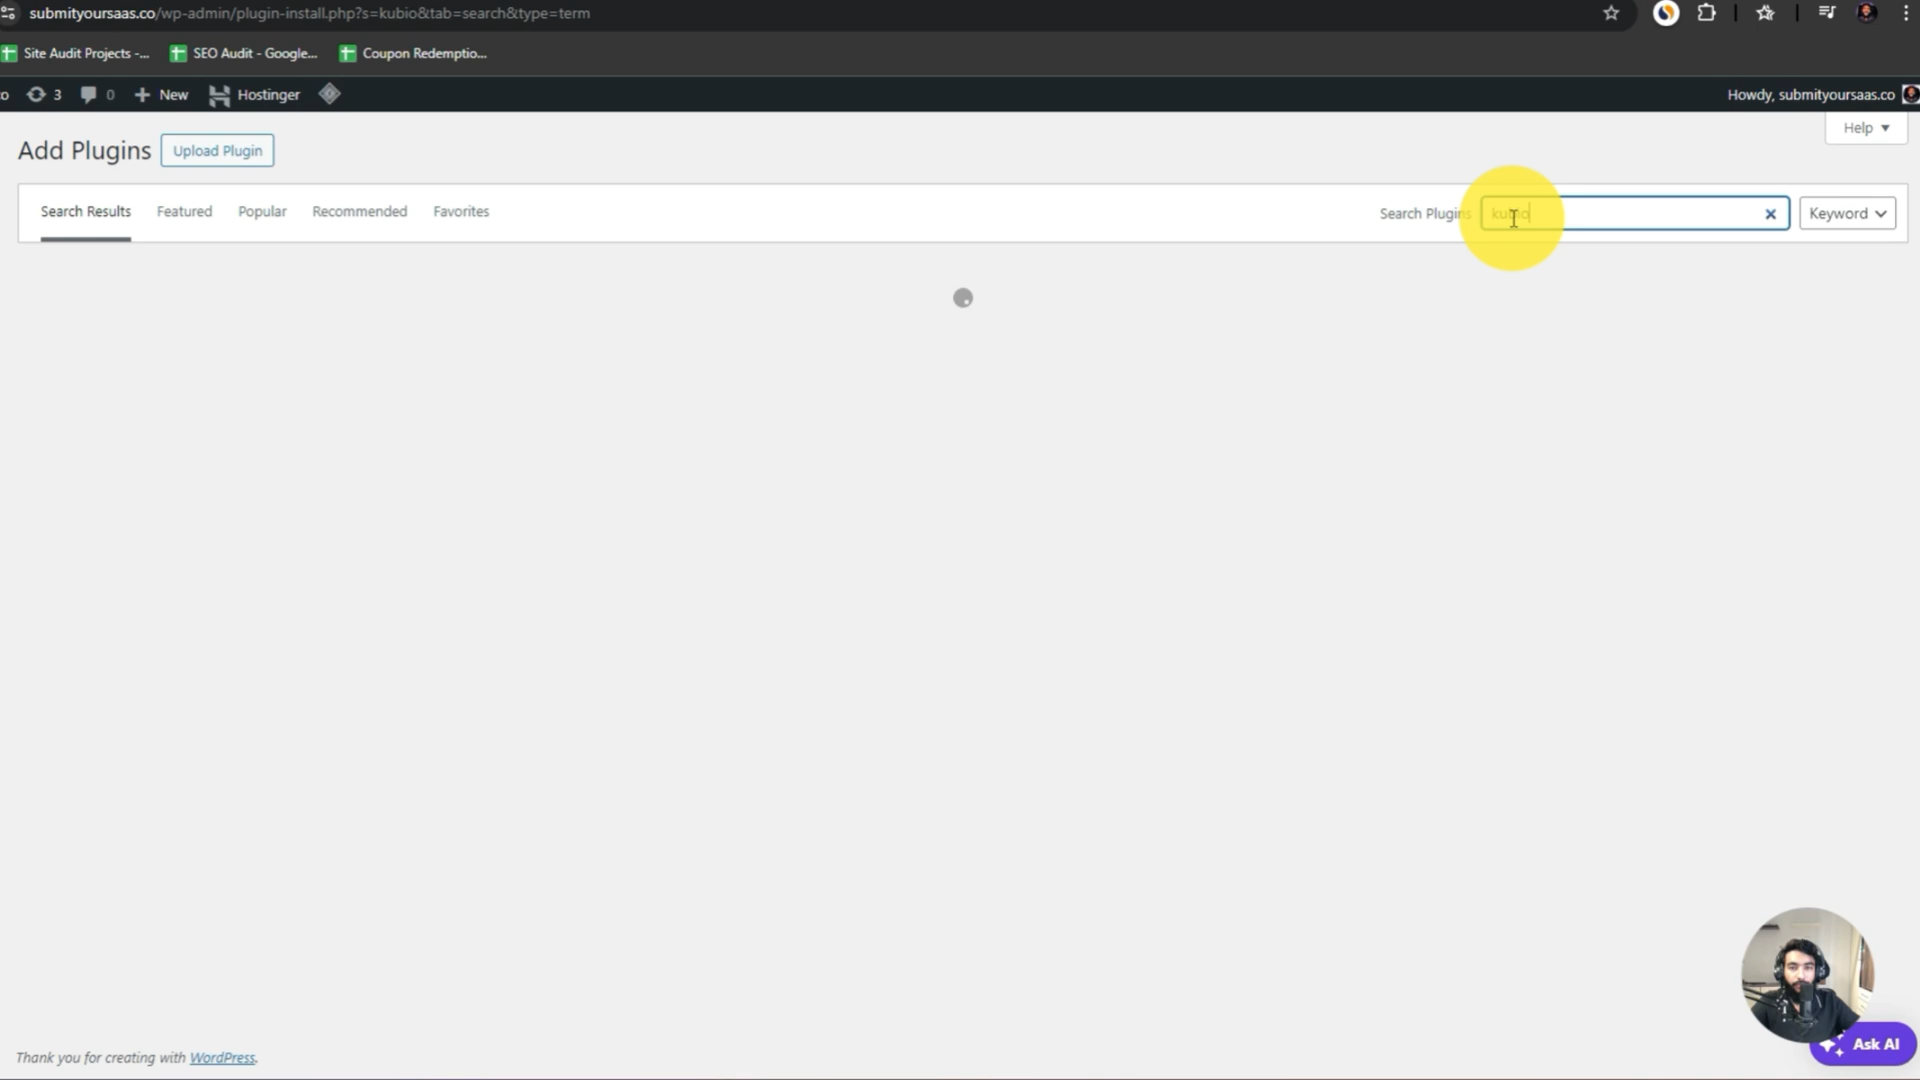 submityoursaas.co/wp-admin/plugin-install.php?s=kubio&tab=search&type=term
Site Audit Projects -... SEO Audit - Google... Coupon Redemptio...
co 3 0 New Hostinger Howdy, submityoursaas.co
Help
Add Plugins Upload Plugin
Search Results Featured Popular Recommended Favorites Search Plugins kubio Keyword
Ask AI
Thank you for creating with WordPress.